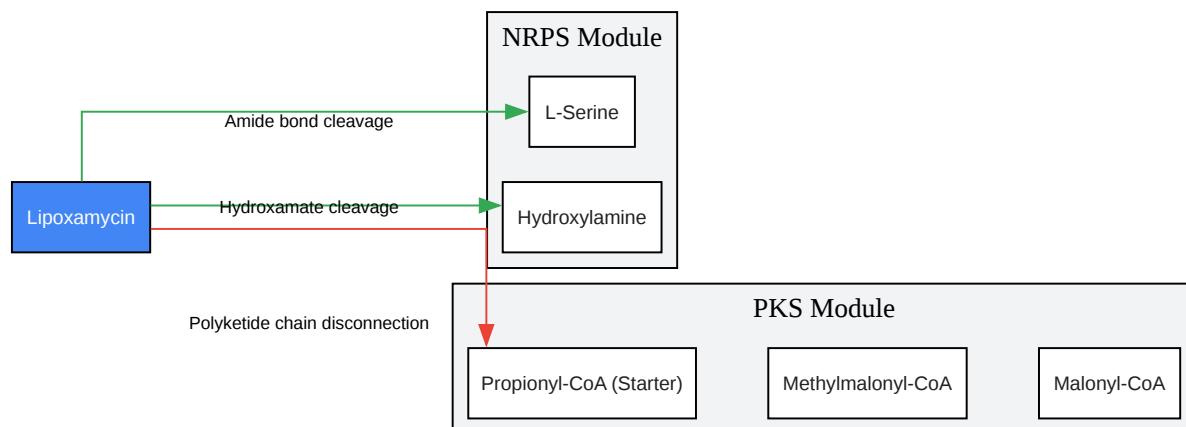 NRPS Module
L-Serine
Amide bond cleavage
Lipoxamycin
Hydroxamate cleavage
Hydroxylamine
PKS Module
Polyketide chain disconnection
Propionyl-CoA (Starter)
Methylmalonyl-CoA
Malonyl-CoA